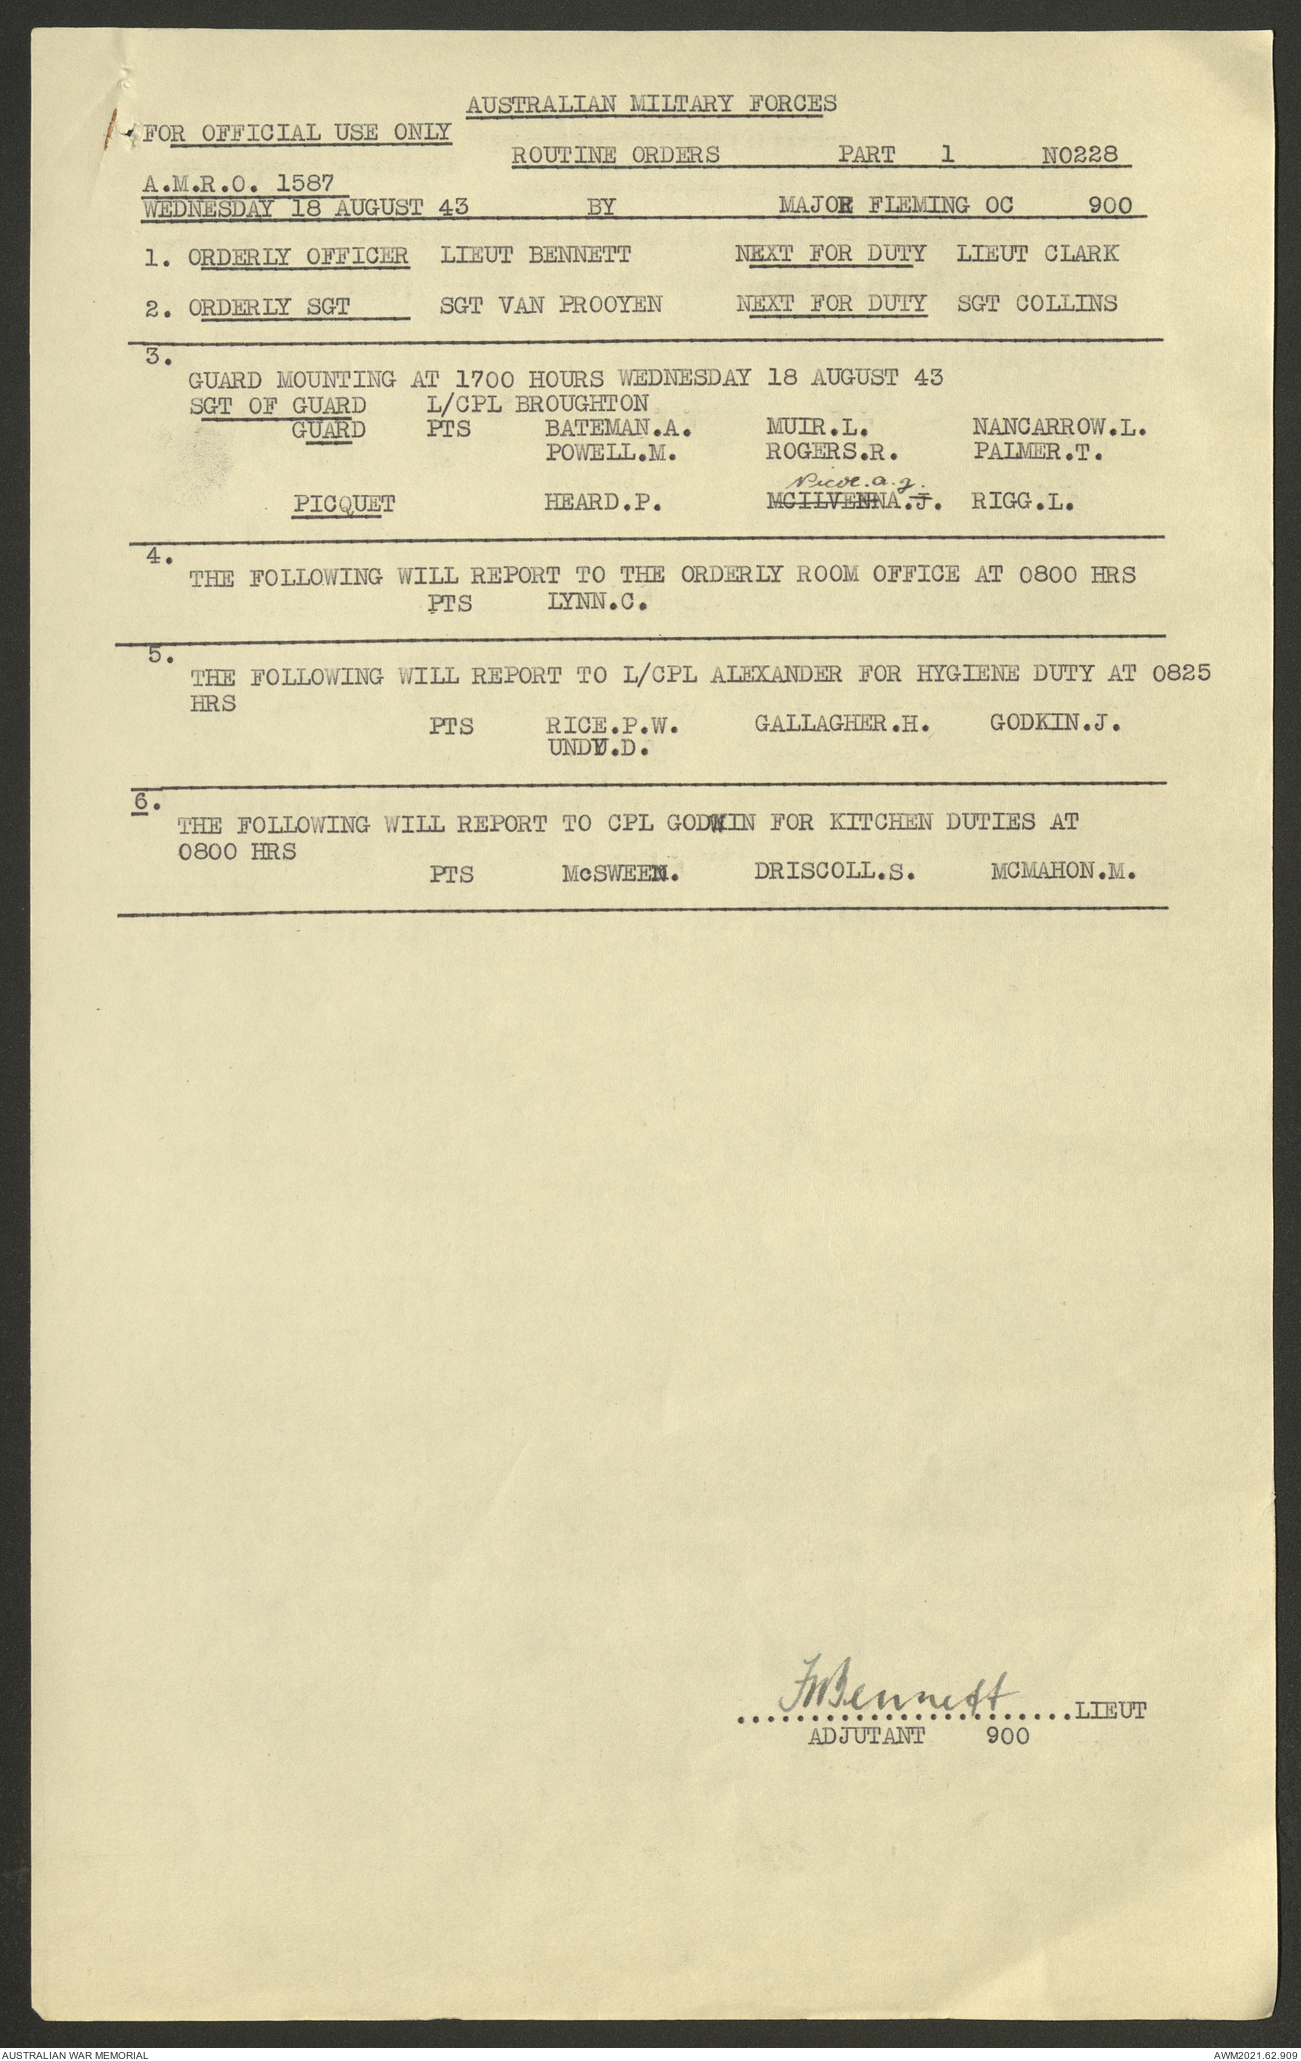 AUSTRALIAN MILTARY FORCES
FOR OFFICIAL USE ONLY
ROUTINE ORDERS PART 1 NO228
A.M.R.O. 1587
WEDNESDAY 18 AUGUST 43 BY MAJOR FLEMING OC 900
1. ORDERLY OFFICER LIEUT BENNETT NEXT FOR DUTY LIEUT CLARK
2. ORDERLY SGT SGT VAN PROOYEN NEXT FOR DUTY SGT COLLINS
3.
GUARD MOUNTING AT 1700 HOURS WEDNESDAY 18 AUGUST 43
SGT OF GUARD L/CPL BROUGHTON
GUARD PTS BATEMAN.A. MUIR.L. NANCARROW.L.
POWELL.M. ROGERS.R. PALMER.T.
PICQUET HEARD.P. MCILVENNA.J. RIGG.L.
4.
THE FOLLOWING WILL REPORT TO THE ORDERLY ROOM OFFICE AT 0800 HRS
PTS LYNN.C.
5.
THE FOLLOWING WILL REPORT TO L/CPL ALEXANDER FOR HYGIENE DUTY AT 0825
HRS
PTS RICE.P.W. GALLAGHER.H. GODKIN.J.
UNDY.D.
6.
THE FOLLOWING WILL REPORT TO CPL GODWIN FOR KITCHEN DUTIES AT
0800 HRS
PTS McSWEEN. DRISCOLL.S. MCMAHON.M.
Bennett
.......................LIEUT
ADJUTANT 900
AUSTRALIAN WAR MEMORIAL AWM2021.62.909